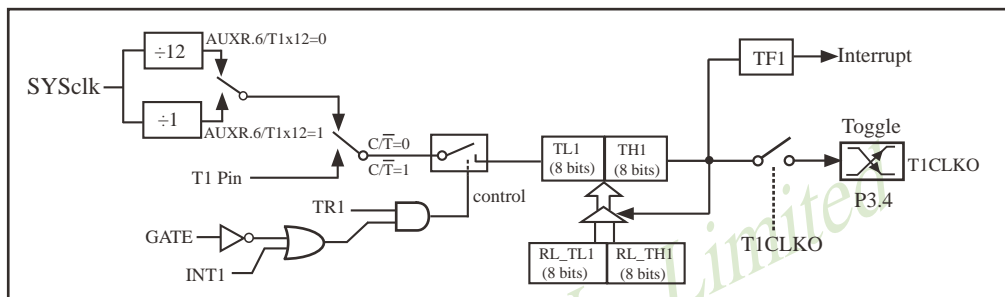 ÷12
AUXR.6/T1x12=0
SYSclk
÷1
AUXR.6/T1x12=1
T1 Pin
C/T̅=0
C/T̅=1
control
TR1
GATE
INT1
TL1
(8 bits)
TH1
(8 bits)
RL_TL1
(8 bits)
RL_TH1
(8 bits)
TF1
Interrupt
Toggle
T1CLKO
P3.4
T1CLKO
Limited